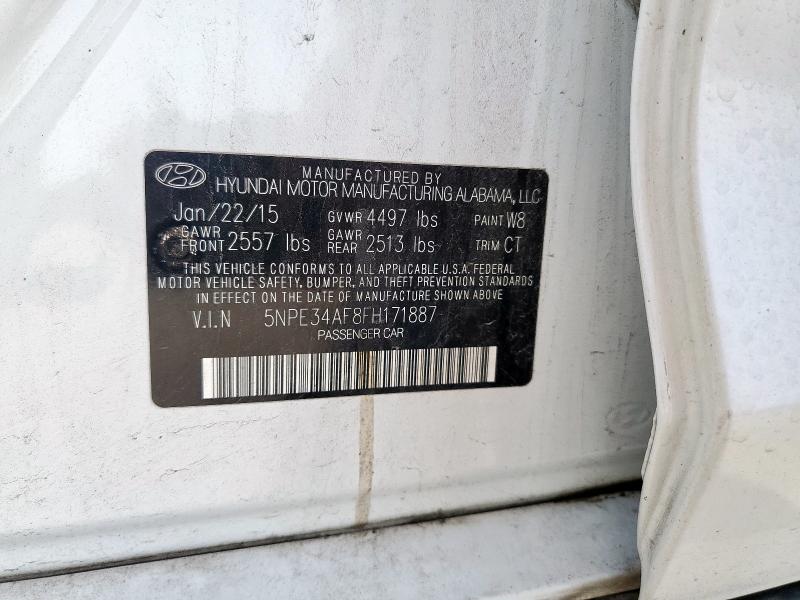 MANUFACTURED BY
HYUNDAI MOTOR MANUFACTURING ALABAMA, LLC
Jan/22/15 GVWR 4497 lbs PAINT W8
GAWR FRONT 2557 lbs GAWR REAR 2513 lbs TRIM CT
THIS VEHICLE CONFORMS TO ALL APPLICABLE U.S.A. FEDERAL
MOTOR VEHICLE SAFETY, BUMPER, AND THEFT PREVENTION STANDARDS
IN EFFECT ON THE DATE OF MANUFACTURE SHOWN ABOVE
V.I.N 5NPE34AF8FH171887
PASSENGER CAR